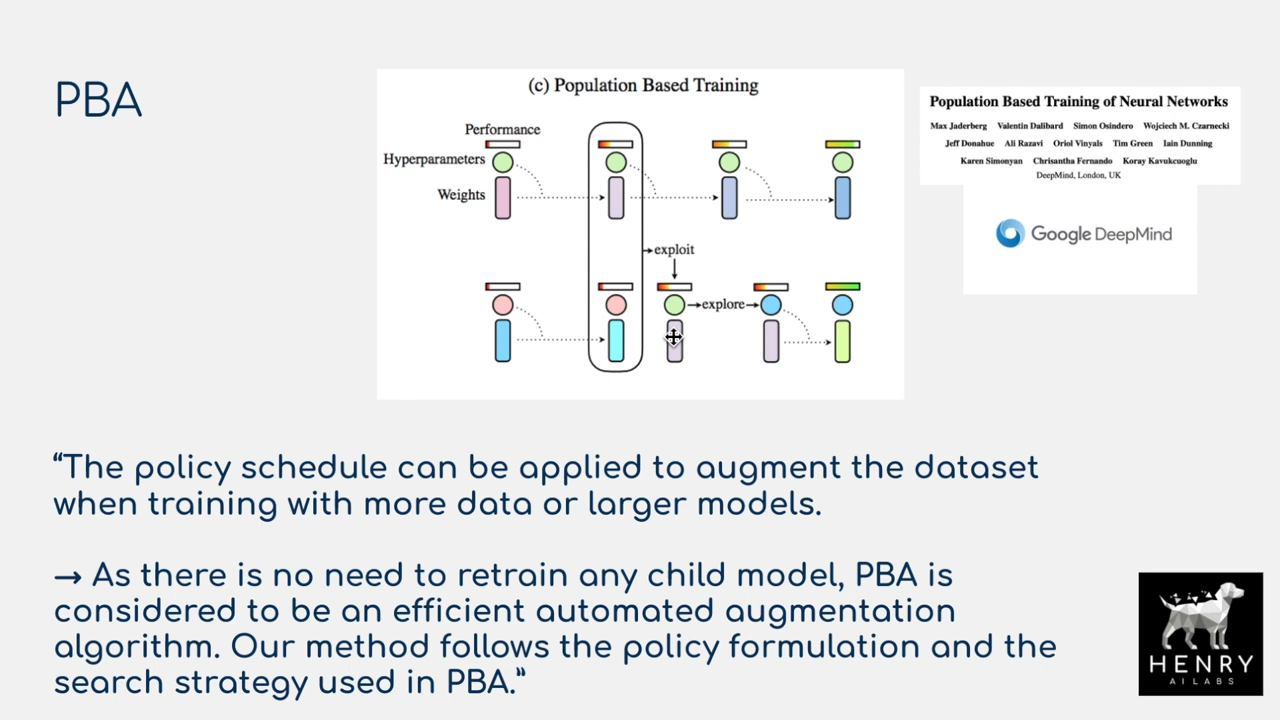 PBA
(c) Population Based Training
Performance
Hyperparameters
Weights
exploit
explore
Population Based Training of Neural Networks
Max Jaderberg Valentin Dalibard Simon Osindero Wojciech M. Czarnecki
Jeff Donahue Ali Razavi Oriol Vinyals Tim Green Iain Dunning
Karen Simonyan Chrisantha Fernando Koray Kavukcuoglu
DeepMind, London, UK
Google DeepMind
“The policy schedule can be applied to augment the dataset
when training with more data or larger models.
→ As there is no need to retrain any child model, PBA is
considered to be an efficient automated augmentation
algorithm. Our method follows the policy formulation and the
search strategy used in PBA.”
HENRY
AI LABS